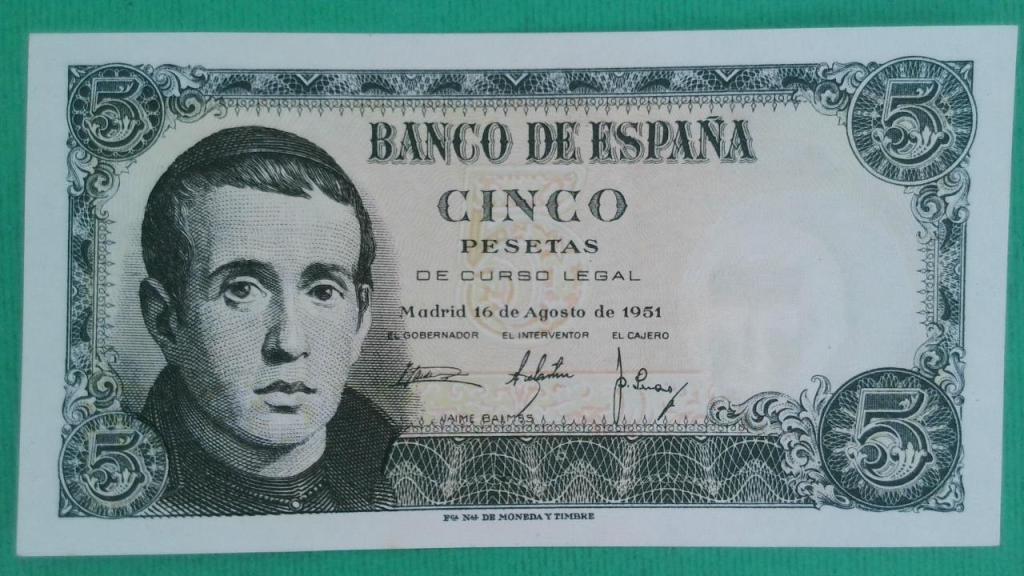 5
5
BANCO DE ESPAÑA
CINCO
PESETAS
DE CURSO LEGAL
Madrid 16 de Agosto de 1951
EL GOBERNADOR EL INTERVENTOR EL CAJERO
JAIME BALMES
5
5
Fca. Nal. DE MONEDA Y TIMBRE